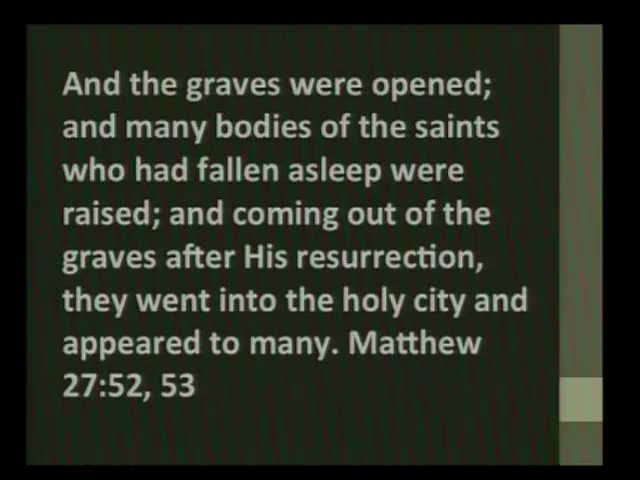 And the graves were opened;
and many bodies of the saints
who had fallen asleep were
raised; and coming out of the
graves after His resurrection,
they went into the holy city and
appeared to many. Matthew
27:52, 53